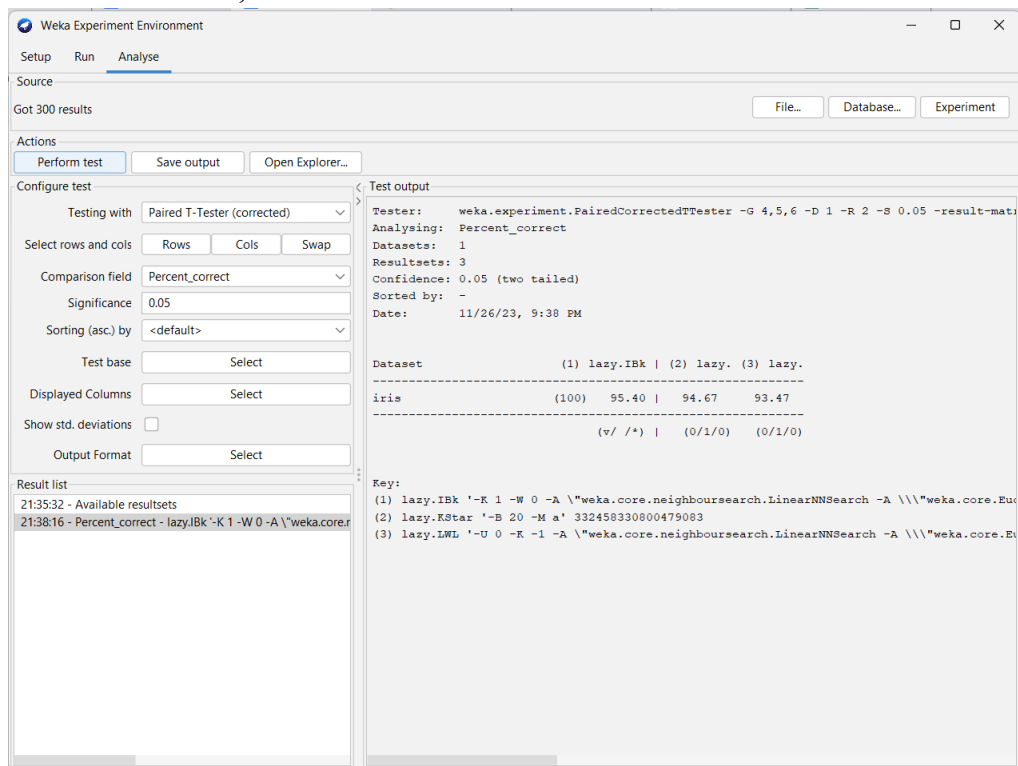 Weka Experiment Environment
Setup Run Analyse
Source
Got 300 results
File... Database... Experiment
Actions
Perform test Save output Open Explorer...
Configure test
Testing with Paired T-Tester (corrected)
Select rows and cols Rows Cols Swap
Comparison field Percent_correct
Significance 0.05
Sorting (asc.) by <default>
Test base Select
Displayed Columns Select
Show std. deviations
Output Format Select
Result list
21:35:32 - Available resultsets
21:38:16 - Percent_correct - lazy.IBk '-K 1 -W 0 -A \"weka.core.r
Test output
Tester: weka.experiment.PairedCorrectedTTester -G 4,5,6 -D 1 -R 2 -S 0.05 -result-matr
Analysing: Percent_correct
Datasets: 1
Resultsets: 3
Confidence: 0.05 (two tailed)
Sorted by: -
Date: 11/26/23, 9:38 PM
Dataset (1) lazy.IBk | (2) lazy. (3) lazy.
------------------------------------------------------------
iris (100) 95.40 | 94.67 93.47
------------------------------------------------------------
(v/ /*) | (0/1/0) (0/1/0)
Key:
(1) lazy.IBk '-K 1 -W 0 -A \"weka.core.neighboursearch.LinearNNSearch -A \\\"weka.core.Euc
(2) lazy.KStar '-B 20 -M a' 332458330800479083
(3) lazy.LWL '-U 0 -K -1 -A \"weka.core.neighboursearch.LinearNNSearch -A \\\"weka.core.Eu